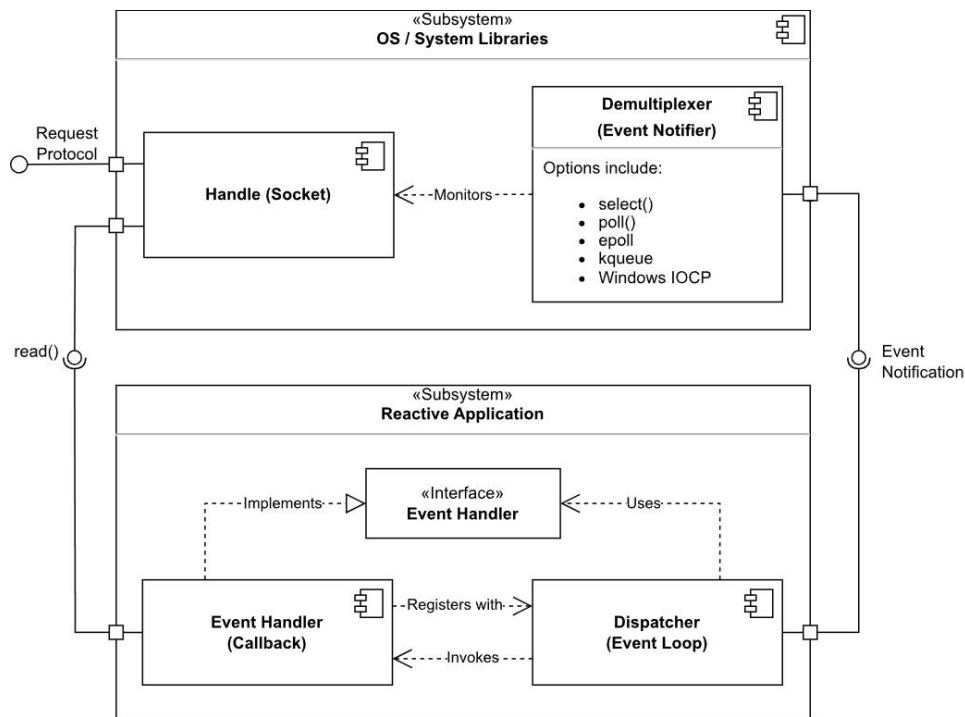 «Subsystem»
OS / System Libraries
Request
Protocol
Handle (Socket)
Monitors
Demultiplexer
(Event Notifier)
Options include:
• select()
• poll()
• epoll
• kqueue
• Windows IOCP
read()
Event
Notification
«Subsystem»
Reactive Application
Implements
«Interface»
Event Handler
Uses
Event Handler
(Callback)
Registers with
Invokes
Dispatcher
(Event Loop)